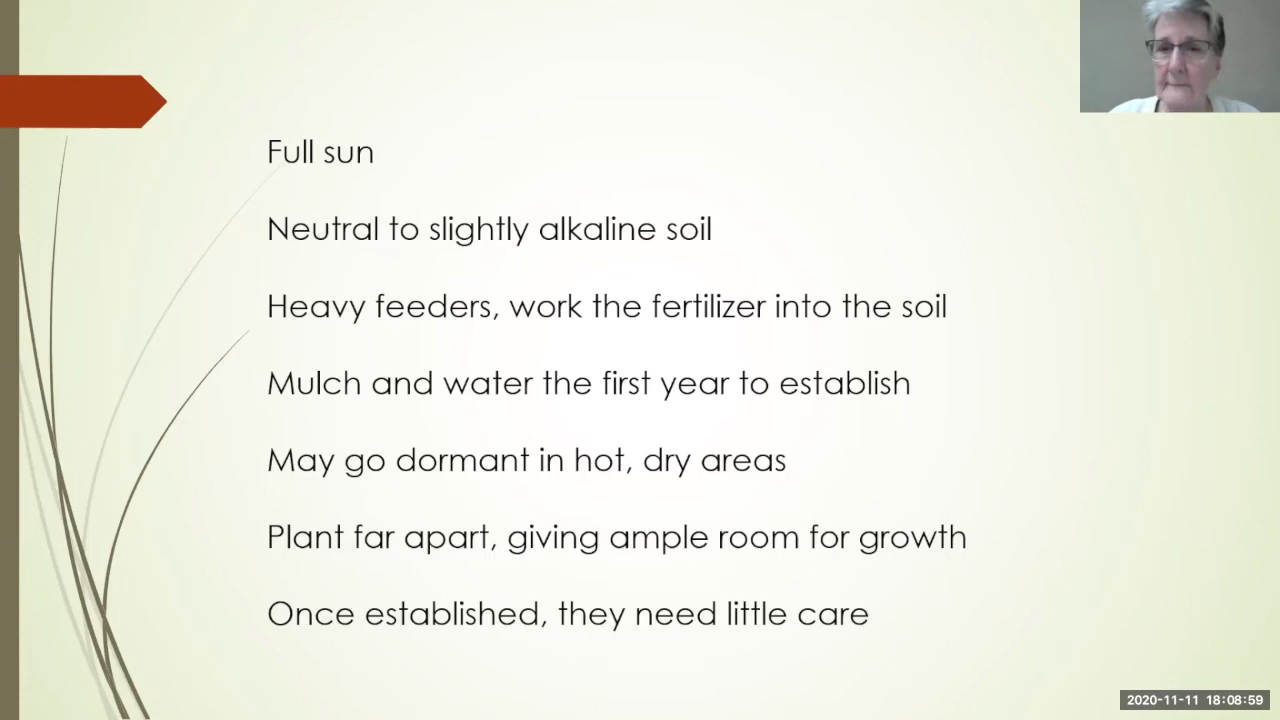 Full sun
Neutral to slightly alkaline soil
Heavy feeders, work the fertilizer into the soil
Mulch and water the first year to establish
May go dormant in hot, dry areas
Plant far apart, giving ample room for growth
Once established, they need little care
2020-11-11 18:08:59